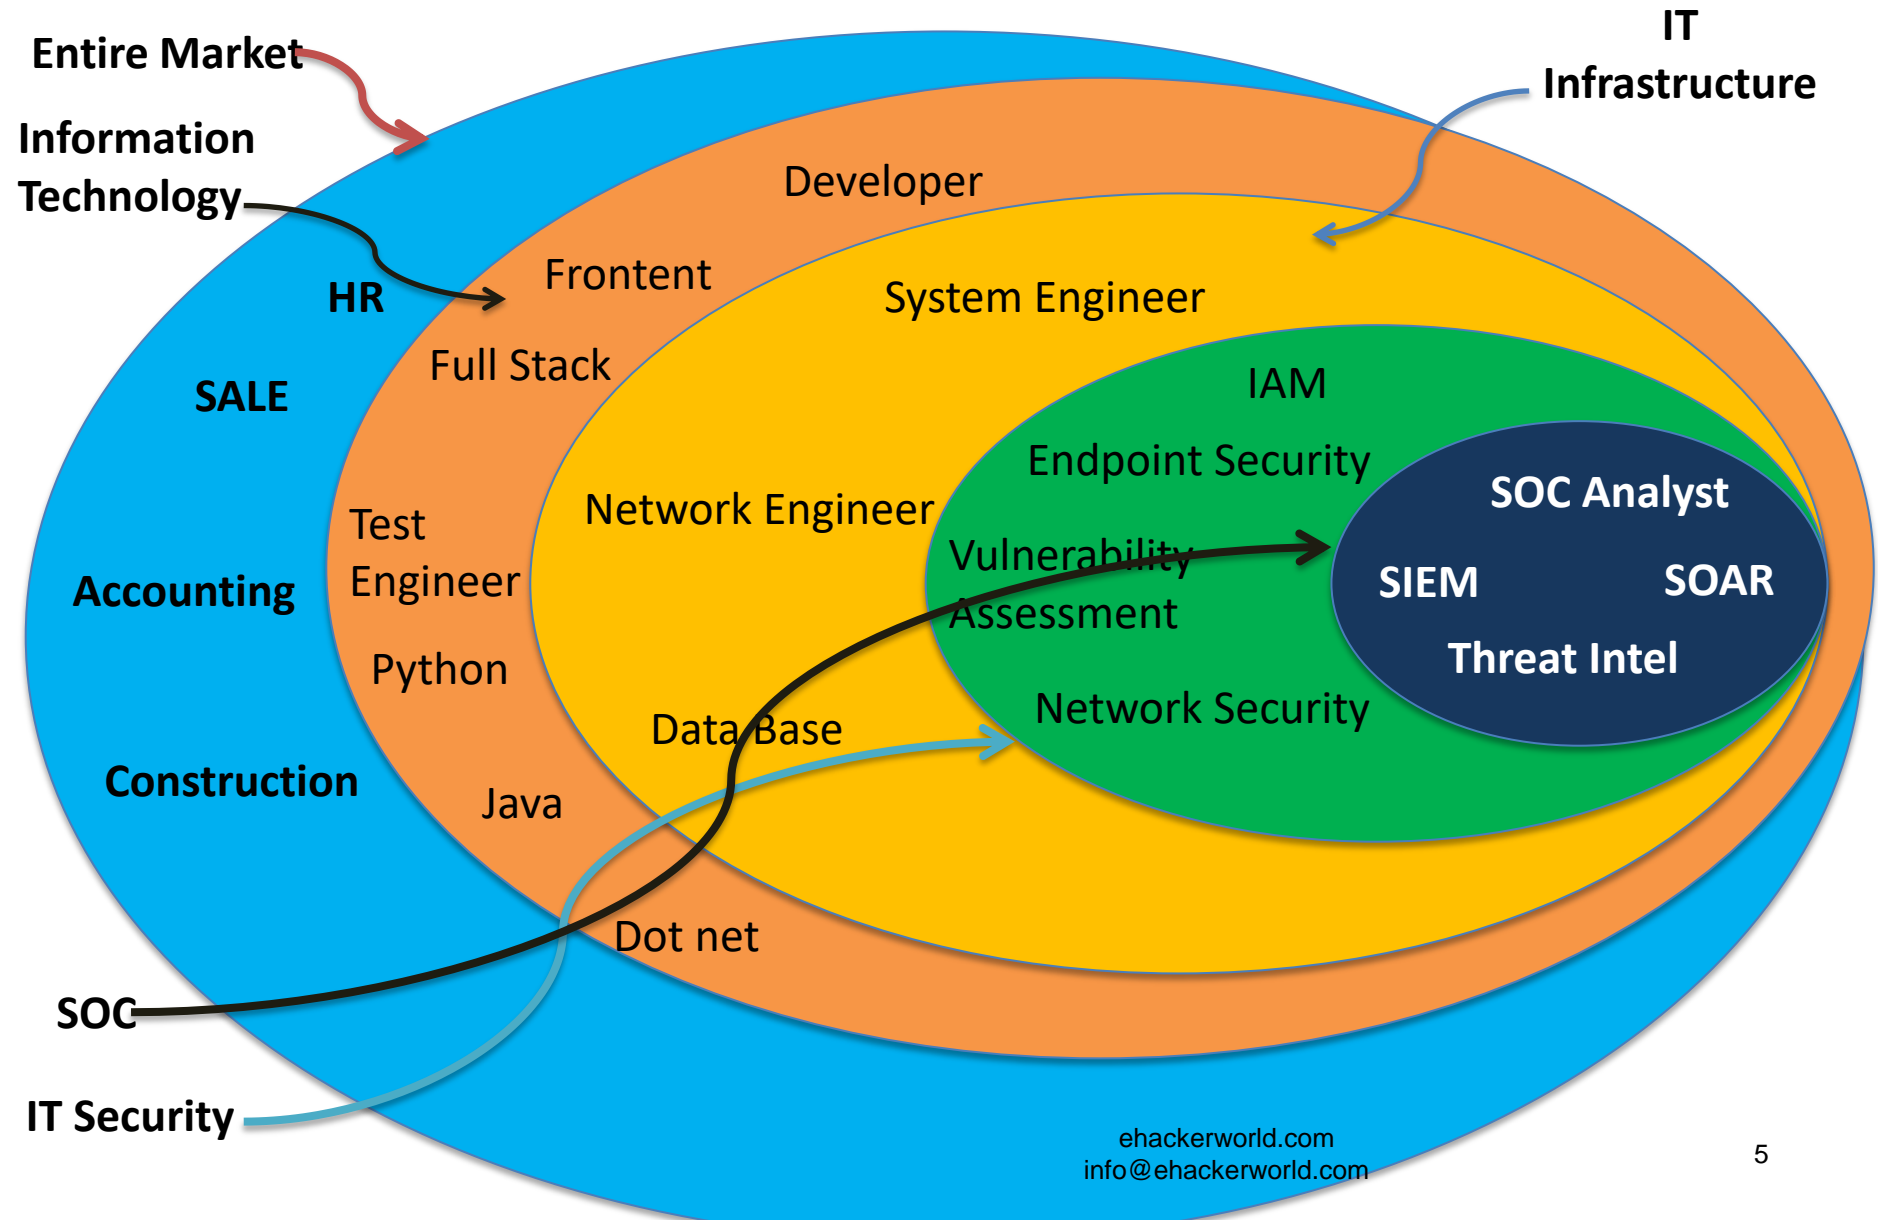 IT
Infrastructure
Entire Market
Information
Technology
Developer
Frontent
HR
System Engineer
Full Stack
SALE
IAM
Endpoint Security
SOC Analyst
Network Engineer
Test
Engineer
Vulnerability
Assessment
SIEM
SOAR
Accounting
Python
Threat Intel
Data Base
Network Security
Construction
Java
Dot net
SOC
IT Security
ehackerworld.com
info@ehackerworld.com
5